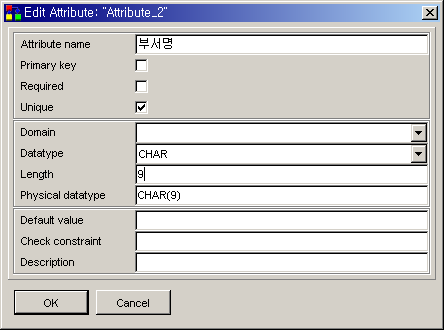 Edit Attribute: "Attribute_2"
Attribute name 부서명
Primary key
Required
Unique
Domain
Datatype CHAR
Length 9
Physical datatype CHAR(9)
Default value
Check constraint
Description
OK Cancel